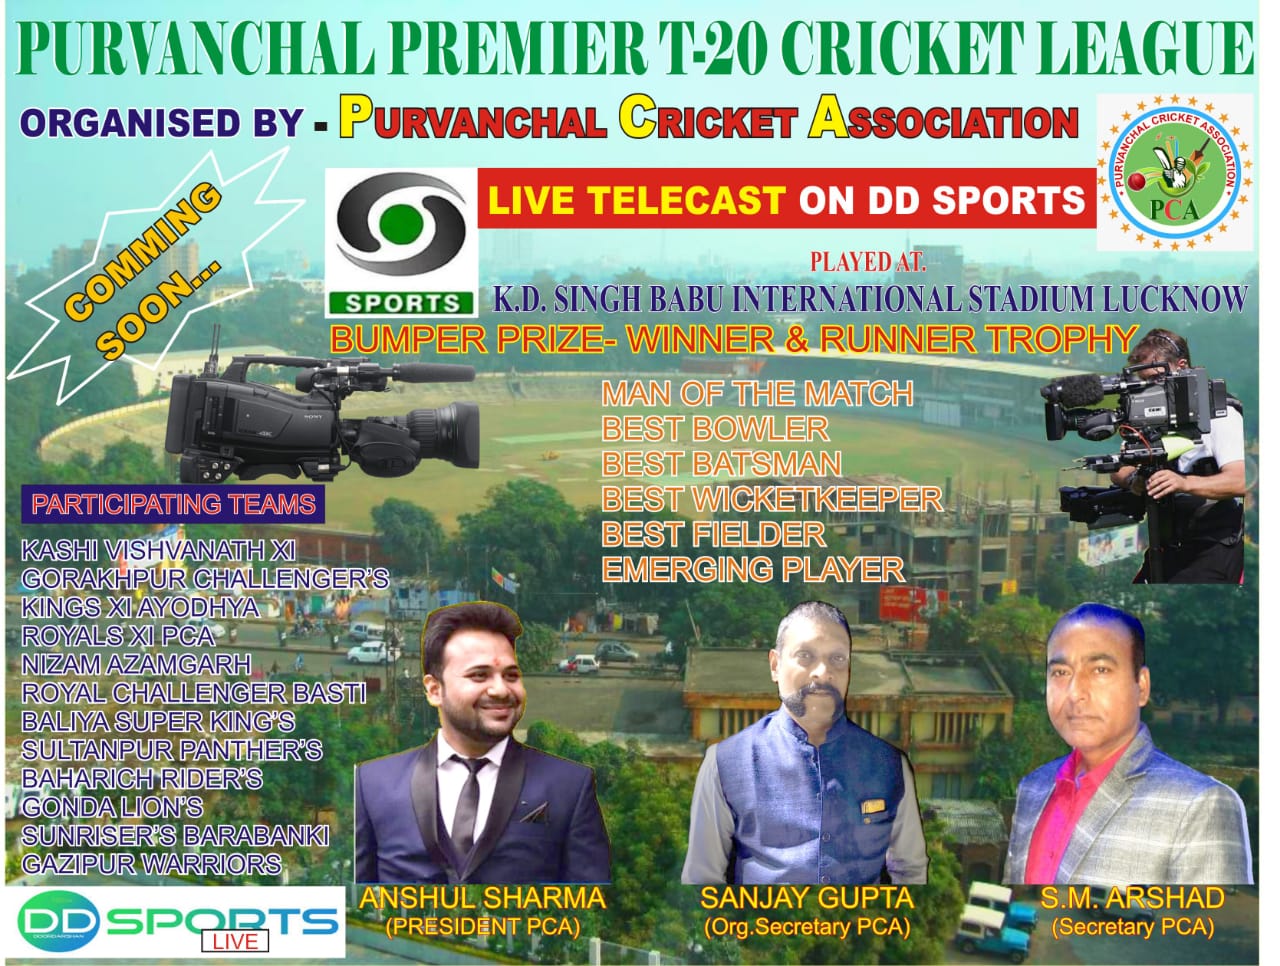 PURVANCHAL PREMIER T-20 CRICKET LEAGUE
ORGANISED BY - PURVANCHAL CRICKET ASSOCIATION
PURVANCHAL CRICKET ASSOCIATION
PCA
COMMING
SOON...
SPORTS
LIVE TELECAST ON DD SPORTS
PLAYED AT.
K.D. SINGH BABU INTERNATIONAL STADIUM LUCKNOW
BUMPER PRIZE- WINNER & RUNNER TROPHY
MAN OF THE MATCH
BEST BOWLER
BEST BATSMAN
BEST WICKETKEEPER
BEST FIELDER
EMERGING PLAYER
SONY
PARTICIPATING TEAMS
KASHI VISHVANATH XI
GORAKHPUR CHALLENGER'S
KINGS XI AYODHYA
ROYALS XI PCA
NIZAM AZAMGARH
ROYAL CHALLENGER BASTI
BALIYA SUPER KING'S
SULTANPUR PANTHER'S
BAHARICH RIDER'S
GONDA LION'S
SUNRISER'S BARABANKI
GAZIPUR WARRIORS
DD SPORTS
DOORDARSHAN
LIVE
ANSHUL SHARMA
(PRESIDENT PCA)
SANJAY GUPTA
(Org.Secretary PCA)
S.M. ARSHAD
(Secretary PCA)